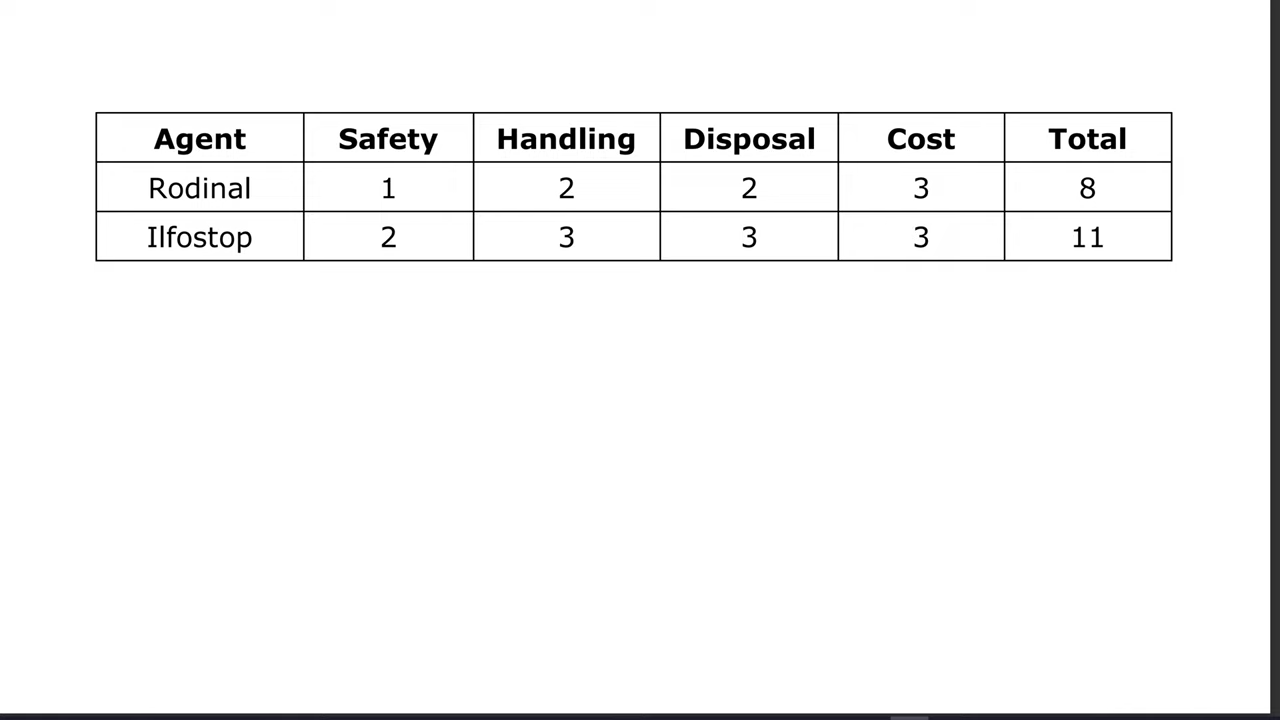 Agent Safety Handling Disposal Cost Total
Rodinal 1 2 2 3 8
Ilfostop 2 3 3 3 11